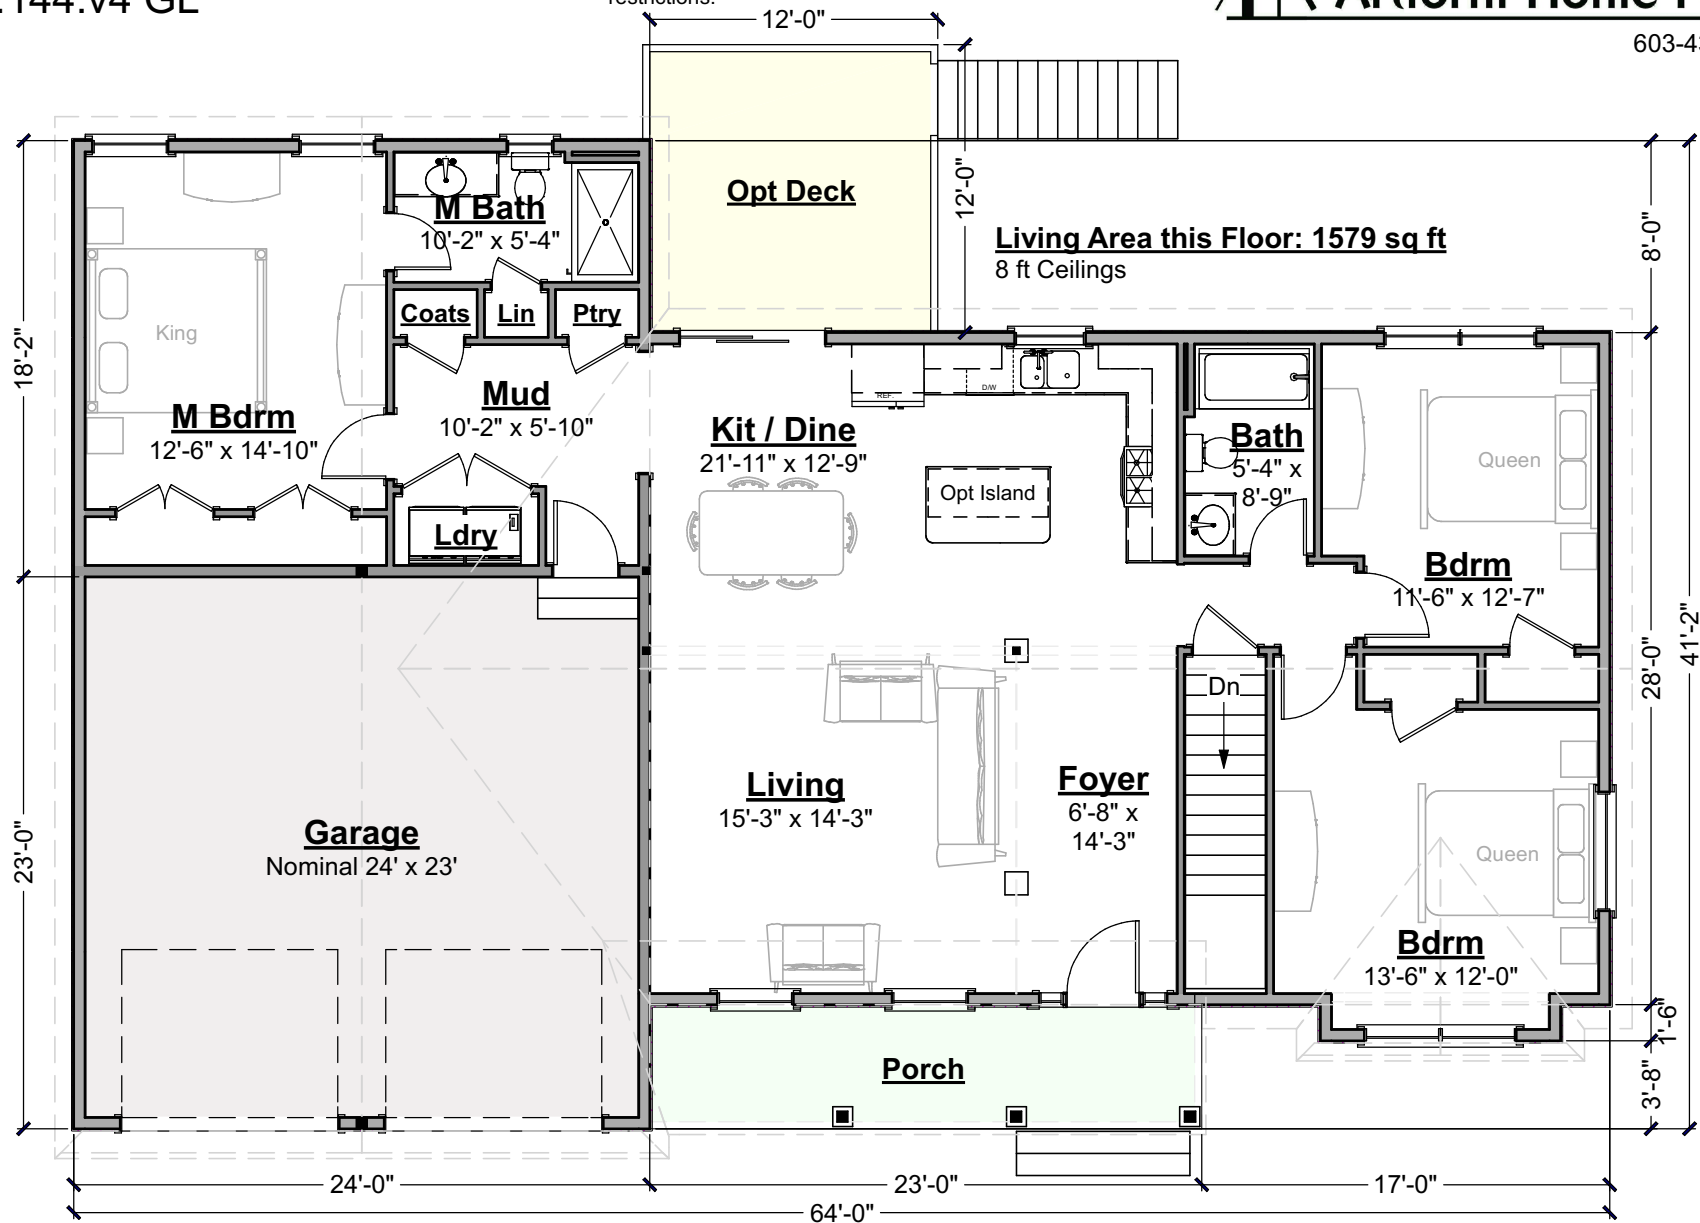 .144.v4 GL
restrictions.
603-43
12'-0"
12'-0"
Opt Deck
Living Area this Floor: 1579 sq ft
8 ft Ceilings
8'-0"
M Bath
10'-2" x 5'-4"
Coats
Lin
Ptry
King
18'-2"
M Bdrm
12'-6" x 14'-10"
Mud
10'-2" x 5'-10"
Ldry
Kit / Dine
21'-11" x 12'-9"
REF.
D/W
Opt Island
Bath
5'-4" x
8'-9"
Queen
Bdrm
11'-6" x 12'-7"
41'-2"
28'-0"
Dn
Living
15'-3" x 14'-3"
Foyer
6'-8" x
14'-3"
Garage
Nominal 24' x 23'
23'-0"
Queen
Bdrm
13'-6" x 12'-0"
1'-6"
3'-8"
Porch
24'-0"
23'-0"
17'-0"
64'-0"